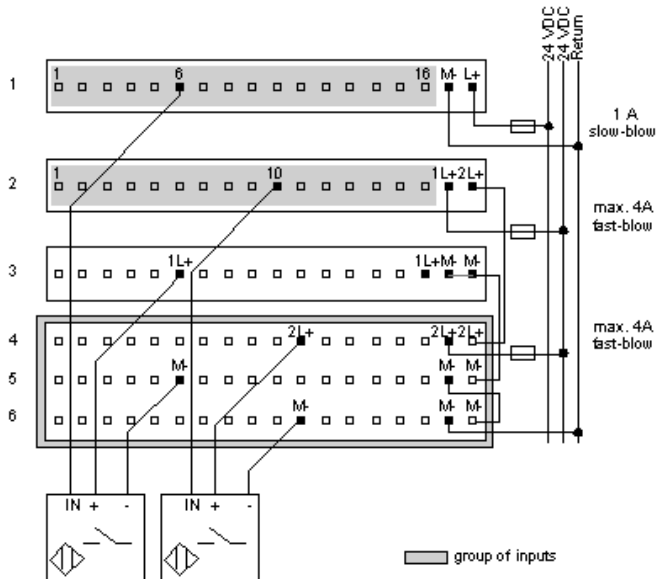 24 VDC
24 VDC
Return
1 6 16 M- L+
1
1 A
slow-blow
1 10 1L+ 2L+
2
max. 4A
fast-blow
1L+ 1L+ M- M-
3
max. 4A
fast-blow
2L+ 2L+ 2L+
4
M- M- M-
5
M- M- M-
6
IN + -
IN + -
group of inputs